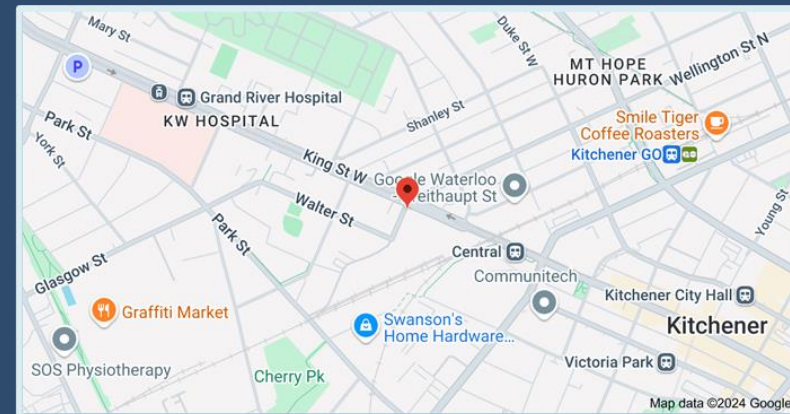 Mary St
Duke St W
MT HOPE
HURON PARK
Wellington St N
P
Grand River Hospital
KW HOSPITAL
Park St
Shanley St
Smile Tiger
Coffee Roasters
Kitchener GO
York St
King St W
Google Waterloo
Breithaupt St
Walter St
Young St
Park St
Central
Communitech
Glasgow St
Kitchener City Hall
Graffiti Market
Swanson's
Home Hardware...
Kitchener
SOS Physiotherapy
Cherry Pk
Victoria Park
Map data ©2024 Google